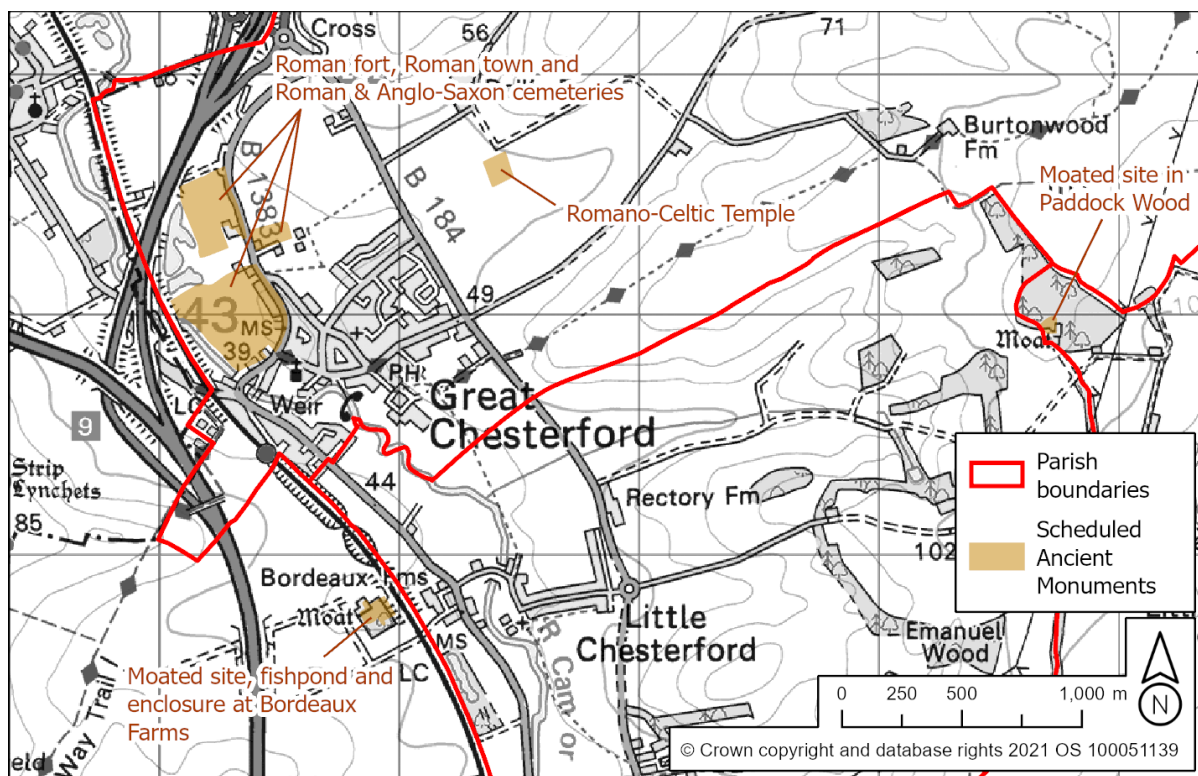 Cross
56
71
Roman fort, Roman town and
Roman & Anglo-Saxon cemeteries
Burtonwood
Fm
B 1383
B 184
Moated site in
Paddock Wood
Romano-Celtic Temple
43
49
MS
39
Moat
PH
Great
Chesterford
Weir
LC
9
Strip
Lynchets
44
85
Rectory Fm
102
Parish
boundaries
Scheduled
Ancient
Monuments
Bordeaux Fms
Moat
MS
LC
Little
Chesterford
R Cam or
Emanuel
Wood
Moated site, fishpond and
enclosure at Bordeaux
Farms
Way Trail
eld
0 250 500 1,000 m
N
© Crown copyright and database rights 2021 OS 100051139